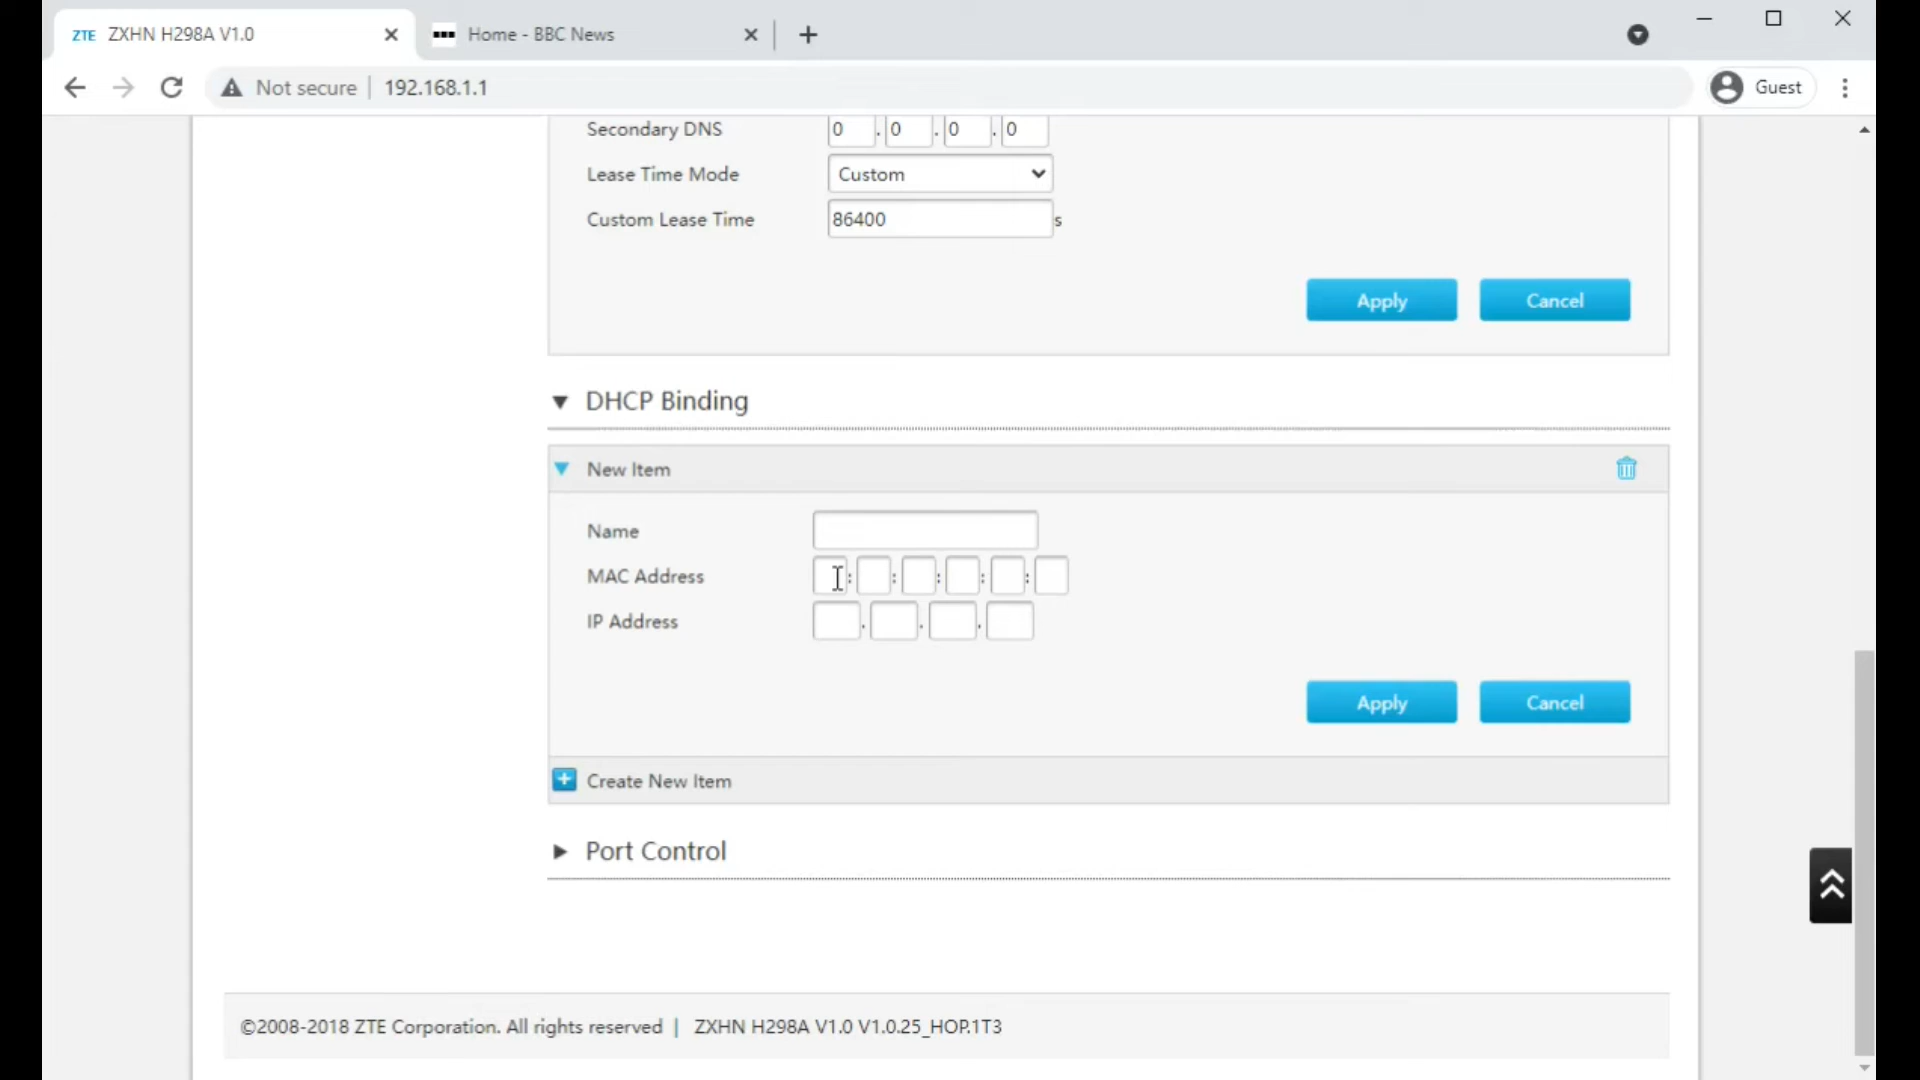 ZTE ZXHN H298A V1.0
Home - BBC News
Not secure | 192.168.1.1
Guest
Secondary DNS 0 . 0 . 0 . 0
Lease Time Mode Custom
Custom Lease Time 86400 s
Apply Cancel
DHCP Binding
New Item
Name
MAC Address : : : : :
IP Address . . .
Apply Cancel
Create New Item
Port Control
©2008-2018 ZTE Corporation. All rights reserved | ZXHN H298A V1.0 V1.0.25_HOP.1T3